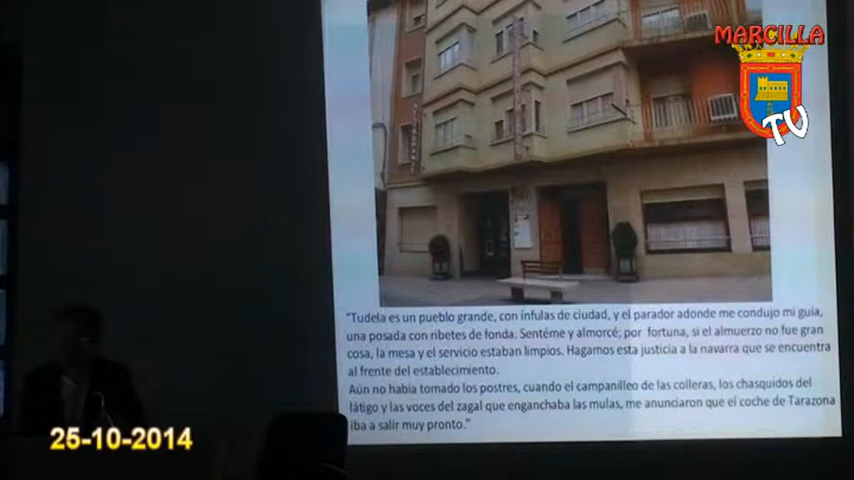 MARCILLA
TV
RESTAURANTE
"Tudela es un pueblo grande, con ínfulas de ciudad, y el parador adonde me condujo mi guía,
una posada con ribetes de fonda. Sentéme y almorcé; por fortuna, si el almuerzo no fue gran
cosa, la mesa y el servicio estaban limpios. Hagamos esta justicia a la navarra que se encuentra
al frente del establecimiento.
Aún no había tomado los postres, cuando el campanilleo de las colleras, los chasquidos del
látigo y las voces del zagal que enganchaba las mulas, me anunciaron que el coche de Tarazona
iba a salir muy pronto."
25-10-2014